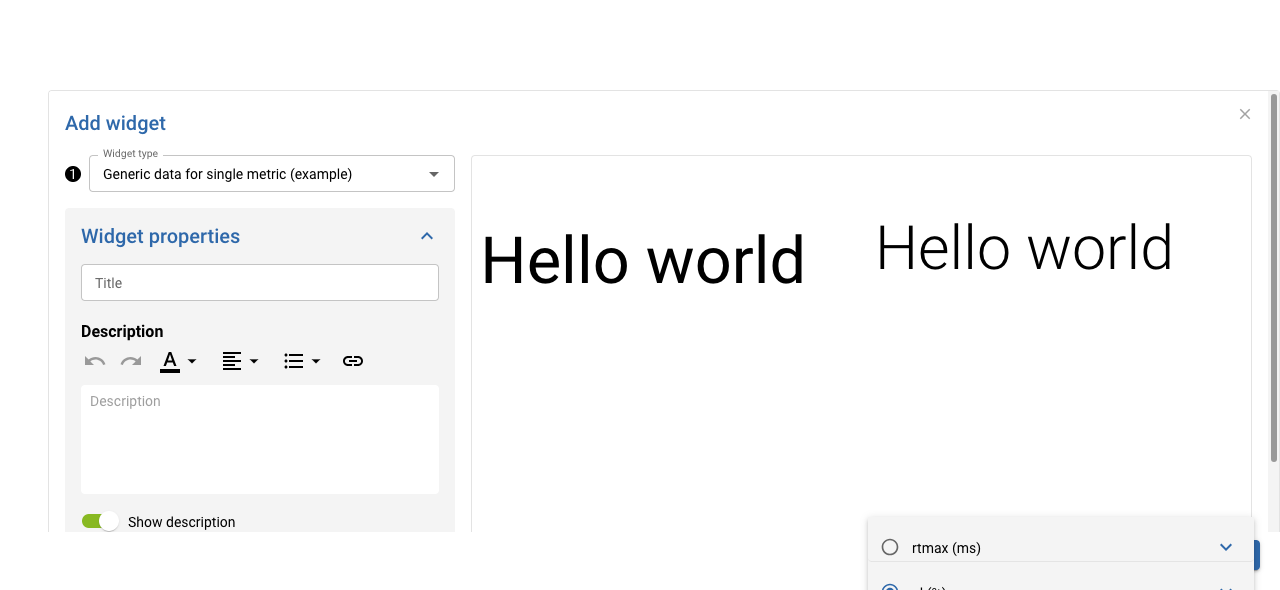 Add widget
Widget type
1 Generic data for single metric (example)
Widget properties
Title
Description
A
Description
Show description
Hello world
Hello world
rtmax (ms)